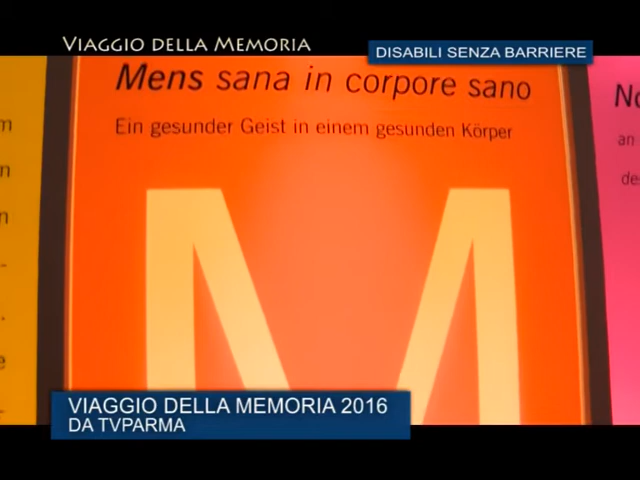 VIAGGIO DELLA MEMORIA
DISABILI SENZA BARRIERE
Mens sana in corpore sano
Ein gesunder Geist in einem gesunden Körper
M
an
VIAGGIO DELLA MEMORIA 2016
DA TVPARMA